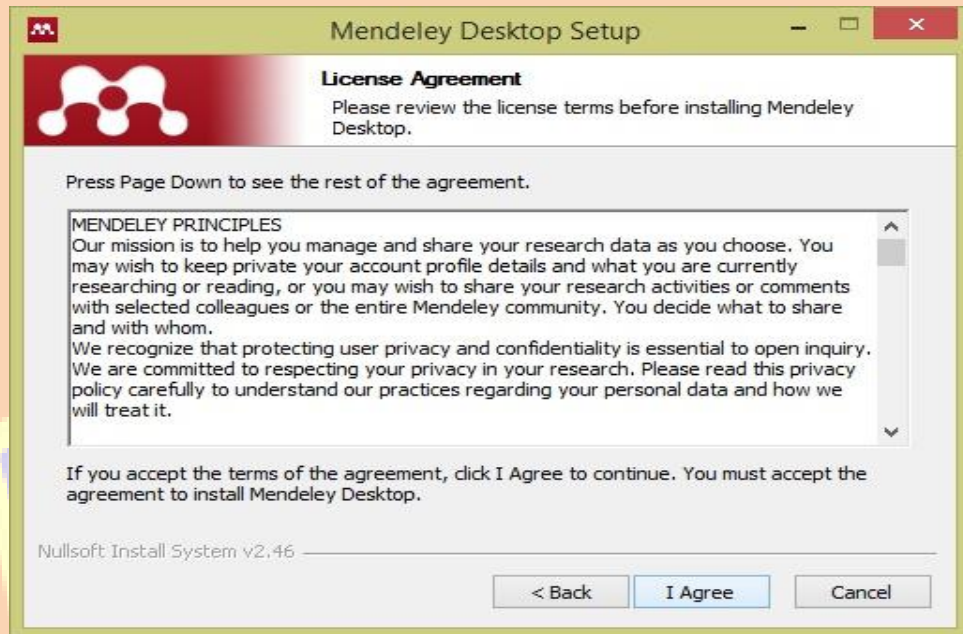 Mendeley Desktop Setup
License Agreement
Please review the license terms before installing Mendeley
Desktop.
Press Page Down to see the rest of the agreement.
MENDELEY PRINCIPLES
Our mission is to help you manage and share your research data as you choose. You
may wish to keep private your account profile details and what you are currently
researching or reading, or you may wish to share your research activities or comments
with selected colleagues or the entire Mendeley community. You decide what to share
and with whom.
We recognize that protecting user privacy and confidentiality is essential to open inquiry.
We are committed to respecting your privacy in your research. Please read this privacy
policy carefully to understand our practices regarding your personal data and how we
will treat it.
If you accept the terms of the agreement, click I Agree to continue. You must accept the
agreement to install Mendeley Desktop.
Nullsoft Install System v2.46
< Back
I Agree
Cancel